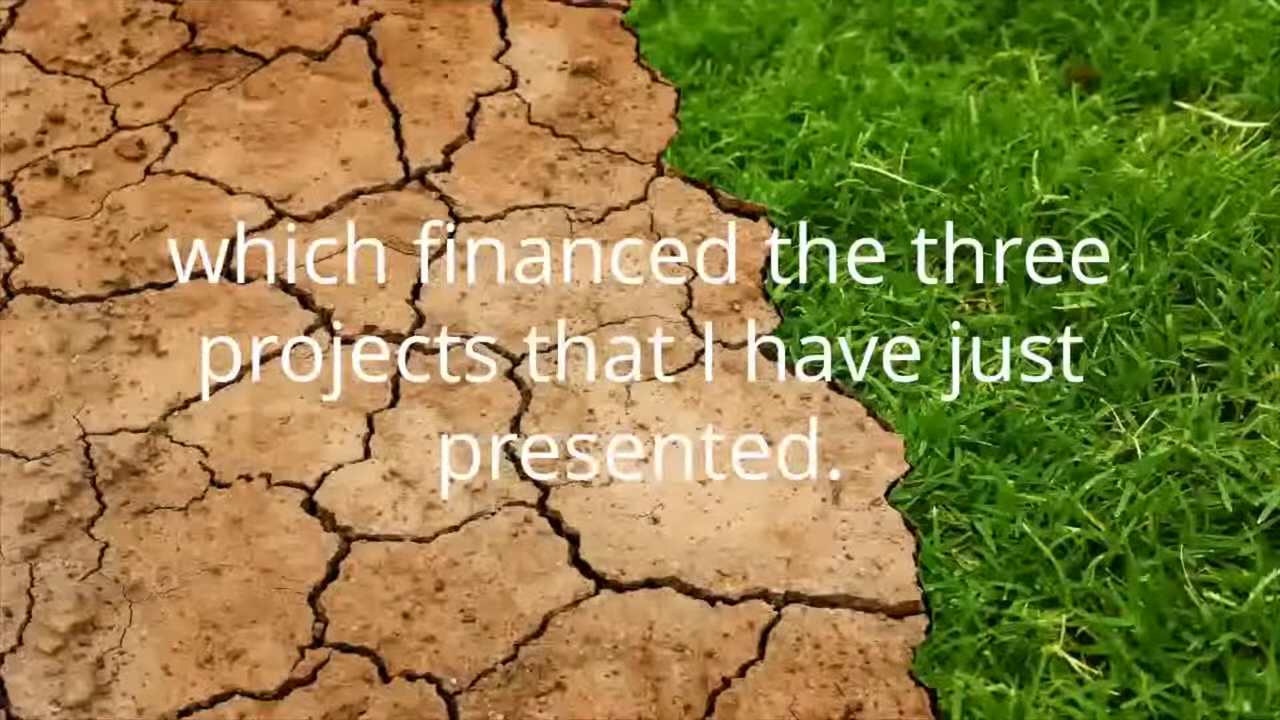 which financed the three
projects that I have just
presented.